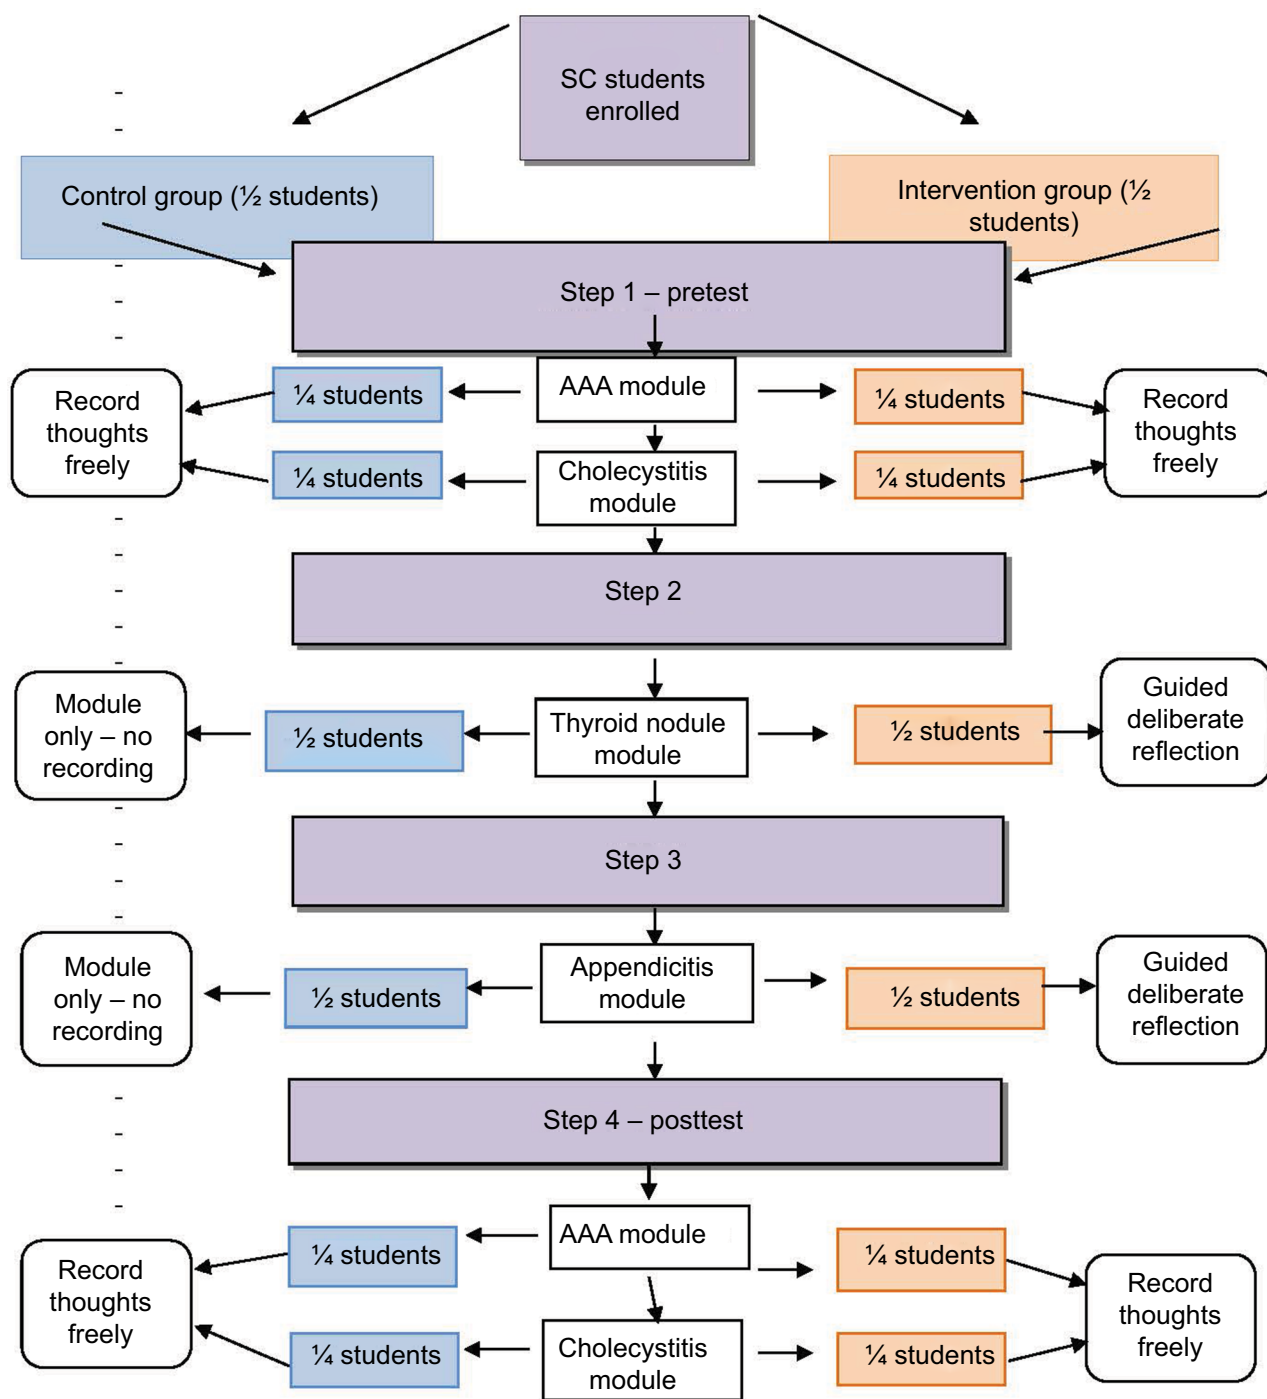 SC students
enrolled
Control group (½ students)
Intervention group (½
students)
Step 1 – pretest
Record
thoughts
freely
¼ students
AAA module
¼ students
Record
thoughts
freely
¼ students
Cholecystitis
module
¼ students
Step 2
Module
only – no
recording
½ students
Thyroid nodule
module
½ students
Guided
deliberate
reflection
Step 3
Module
only – no
recording
½ students
Appendicitis
module
½ students
Guided
deliberate
reflection
Step 4 – posttest
Record
thoughts
freely
¼ students
AAA module
¼ students
Record
thoughts
freely
¼ students
Cholecystitis
module
¼ students